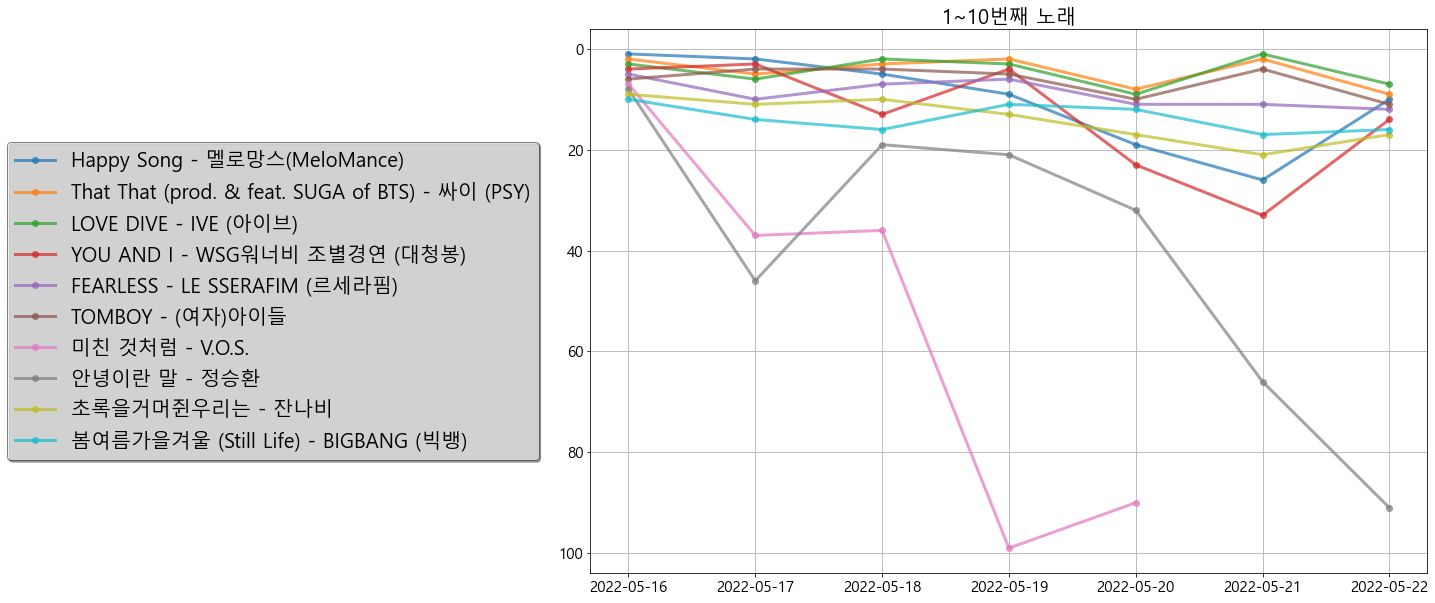 1~10번째 노래
Happy Song - 멜로망스(MeloMance)
That That (prod. & feat. SUGA of BTS) - 싸이 (PSY)
LOVE DIVE - IVE (아이브)
YOU AND I - WSG워너비 조별경연 (대청봉)
FEARLESS - LE SSERAFIM (르세라핌)
TOMBOY - (여자)아이들
미친 것처럼 - V.O.S.
안녕이란 말 - 정승환
초록을거머쥔우리는 - 잔나비
봄여름가을겨울 (Still Life) - BIGBANG (빅뱅)
0
20
40
60
80
100
2022-05-16 2022-05-17 2022-05-18 2022-05-19 2022-05-20 2022-05-21 2022-05-22